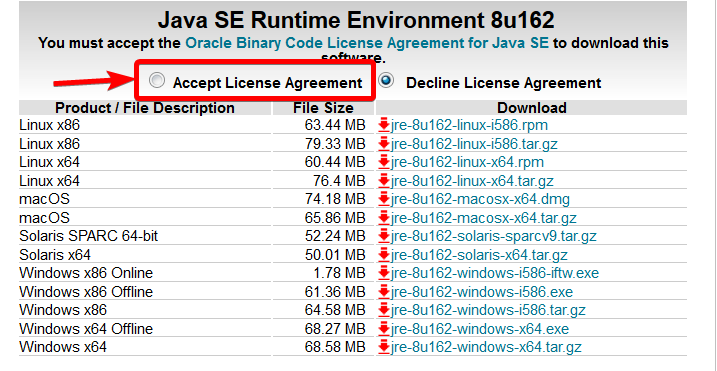 Java SE Runtime Environment 8u162
You must accept the Oracle Binary Code License Agreement for Java SE to download this
software.
Accept License Agreement Decline License Agreement
Product / File Description File Size Download
Linux x86 63.44 MB jre-8u162-linux-i586.rpm
Linux x86 79.33 MB jre-8u162-linux-i586.tar.gz
Linux x64 60.44 MB jre-8u162-linux-x64.rpm
Linux x64 76.4 MB jre-8u162-linux-x64.tar.gz
macOS 74.18 MB jre-8u162-macosx-x64.dmg
macOS 65.86 MB jre-8u162-macosx-x64.tar.gz
Solaris SPARC 64-bit 52.24 MB jre-8u162-solaris-sparcv9.tar.gz
Solaris x64 50.01 MB jre-8u162-solaris-x64.tar.gz
Windows x86 Online 1.78 MB jre-8u162-windows-i586-iftw.exe
Windows x86 Offline 61.36 MB jre-8u162-windows-i586.exe
Windows x86 64.58 MB jre-8u162-windows-i586.tar.gz
Windows x64 Offline 68.27 MB jre-8u162-windows-x64.exe
Windows x64 68.58 MB jre-8u162-windows-x64.tar.gz